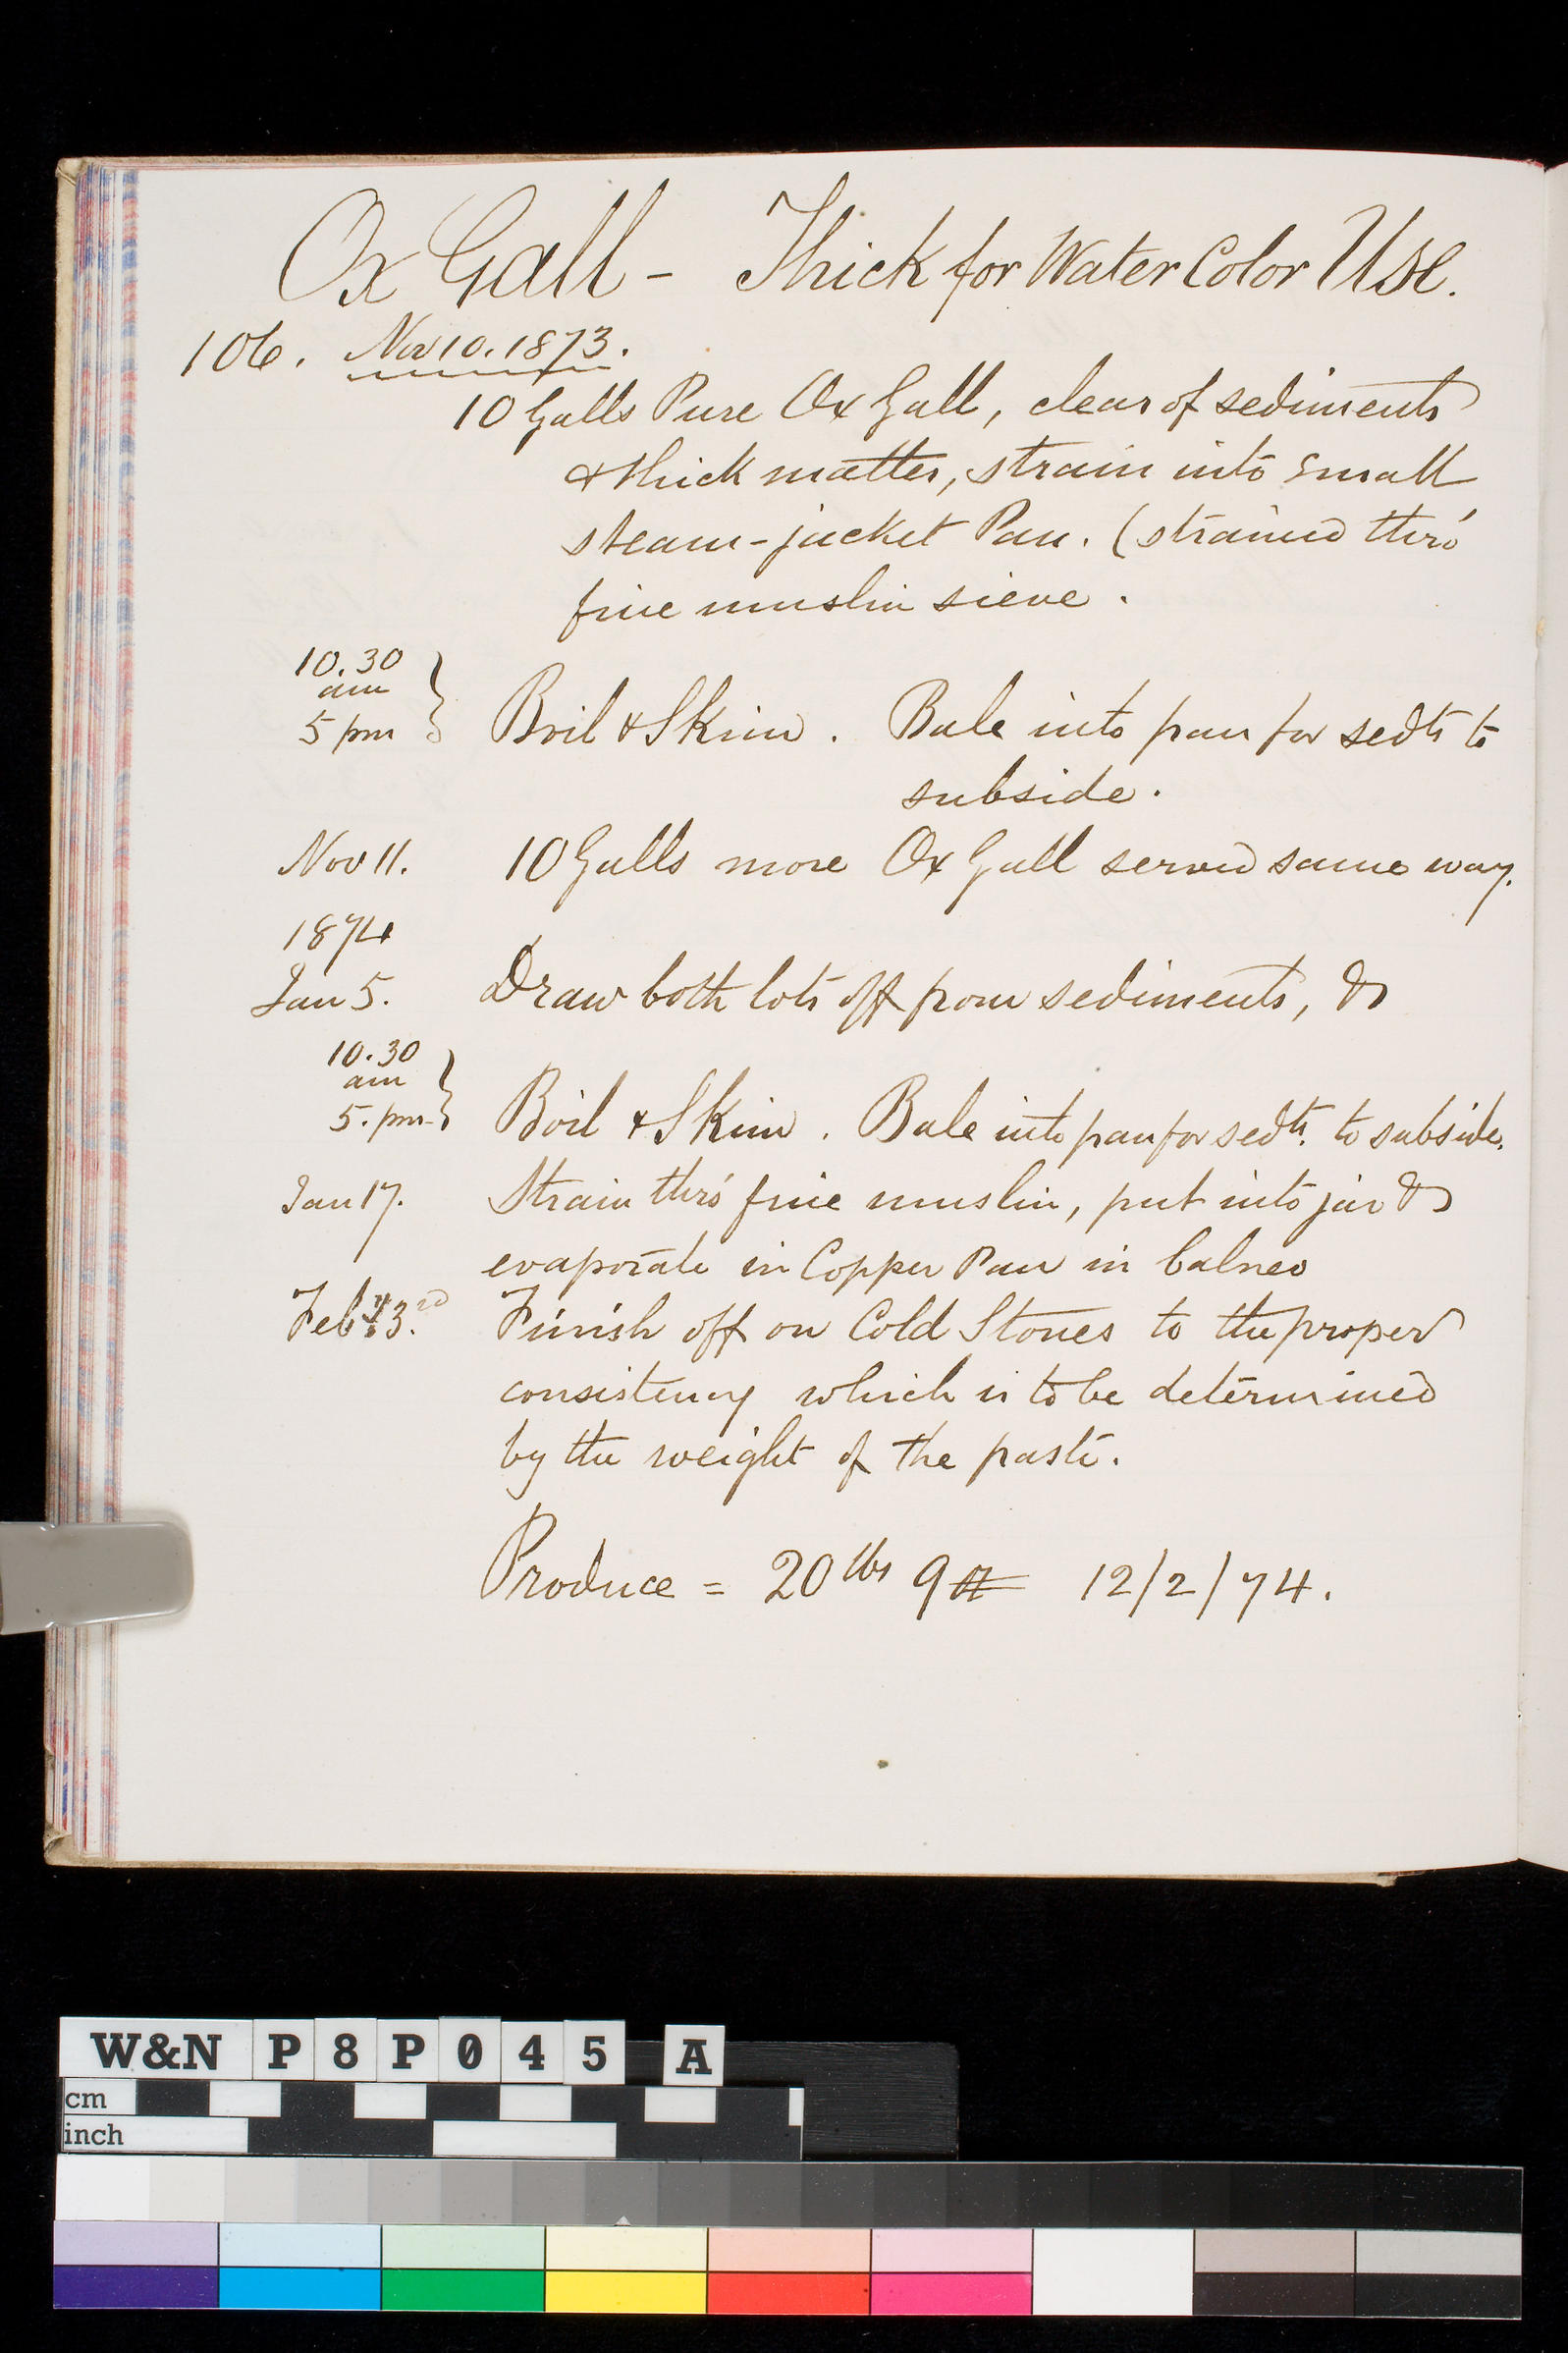 Ox Gall - Thick for Water Color Use.
106. Nov 10. 1873.
10 Galls Pure Ox Gall, clear of sediments
& thick matter, strain into small
steam-jacket Pan. (strained thro'
fine muslin sieve.
10.30
am
5 pm } Boil & Skim. Bale into pan for sedts to
subside.
Nov 11. 10 Galls more Ox Gall served same way.
1874
Jan 5. Draw both lots off from sediments, &
10.30
am
5. pm } Boil & Skim. Bale into pan for sedts. to subside.
Jan 17. Strain thro' fine muslin, put into jar &
evaporate in Copper Pan in balneo
Feb 3rd. Finish off on Cold Stones to the proper
consistency which is to be determined
by the weight of the paste.
Produce = 20 lbs 9 12/2/74.
W&N P8P045 A
cm
inch